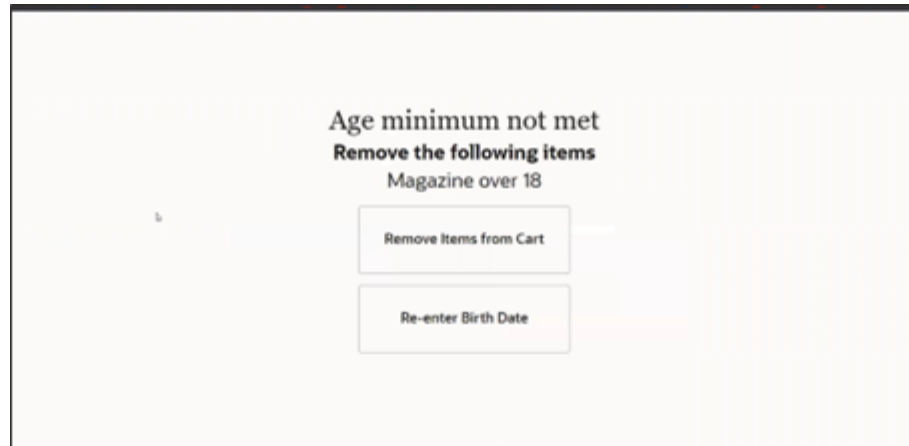 Age minimum not met
Remove the following items
Magazine over 18
Remove Items from Cart
Re-enter Birth Date